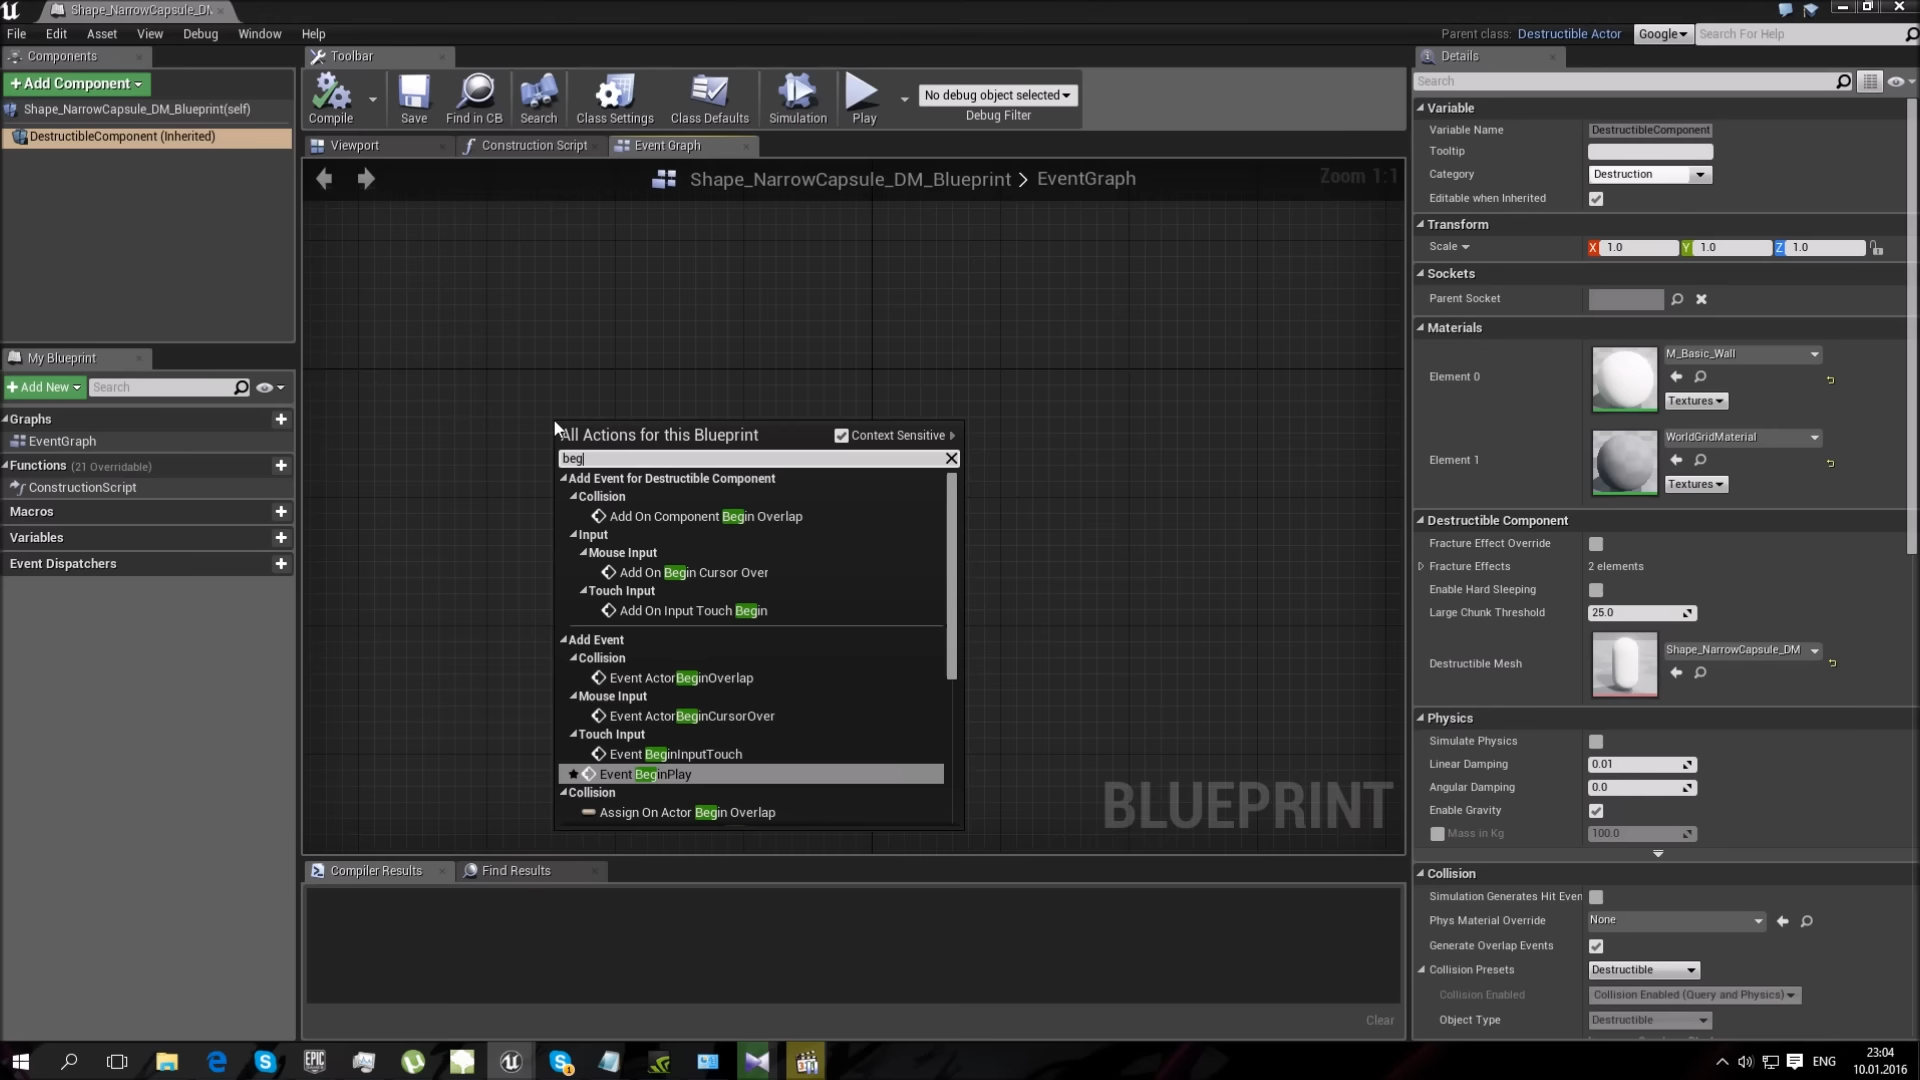 Shape_NarrowCapsule_DM
File Edit Asset View Debug Window Help
Parent class: Destructible Actor Google Search For Help
Components
+Add Component
Shape_NarrowCapsule_DM_Blueprint(self)
DestructibleComponent (Inherited)
My Blueprint
+Add New Search
Graphs
EventGraph
Functions (21 Overridable)
ConstructionScript
Macros
Variables
Event Dispatchers
Toolbar
Compile Save Find in CB Search Class Settings Class Defaults Simulation Play
No debug object selected
Debug Filter
Viewport Construction Script Event Graph
Shape_NarrowCapsule_DM_Blueprint > EventGraph
Zoom 1:1
All Actions for this Blueprint Context Sensitive
beg
Add Event for Destructible Component
Collision
Add On Component Begin Overlap
Input
Mouse Input
Add On Begin Cursor Over
Touch Input
Add On Input Touch Begin
Add Event
Collision
Event ActorBeginOverlap
Mouse Input
Event ActorBeginCursorOver
Touch Input
Event BeginInputTouch
Event BeginPlay
Collision
Assign On Actor Begin Overlap
BLUEPRINT
Compiler Results Find Results
Clear
Details
Search
Variable
Variable Name DestructibleComponent
Tooltip
Category Destruction
Editable when Inherited
Transform
Scale X 1.0 Y 1.0 Z 1.0
Sockets
Parent Socket
Materials
Element 0 M_Basic_Wall
Textures
Element 1 WorldGridMaterial
Textures
Destructible Component
Fracture Effect Override
Fracture Effects 2 elements
Enable Hard Sleeping
Large Chunk Threshold 25.0
Destructible Mesh Shape_NarrowCapsule_DM
Physics
Simulate Physics
Linear Damping 0.01
Angular Damping 0.0
Enable Gravity
Mass in Kg 100.0
Collision
Simulation Generates Hit Even
Phys Material Override None
Generate Overlap Events
Collision Presets Destructible
Collision Enabled Collision Enabled (Query and Physics)
Object Type Destructible
EPIC
ENG
23:04
10.01.2016